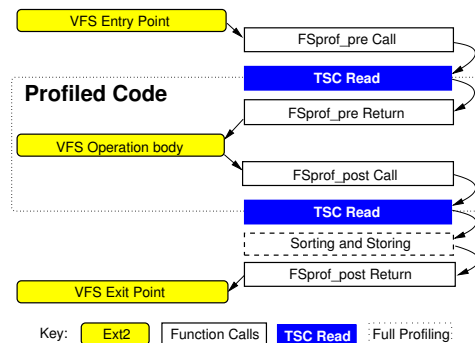 VFS Entry Point
FSprof_pre Call
TSC Read
Profiled Code
FSprof_pre Return
VFS Operation body
FSprof_post Call
TSC Read
Sorting and Storing
FSprof_post Return
VFS Exit Point
Key: Ext2 Function Calls TSC Read Full Profiling